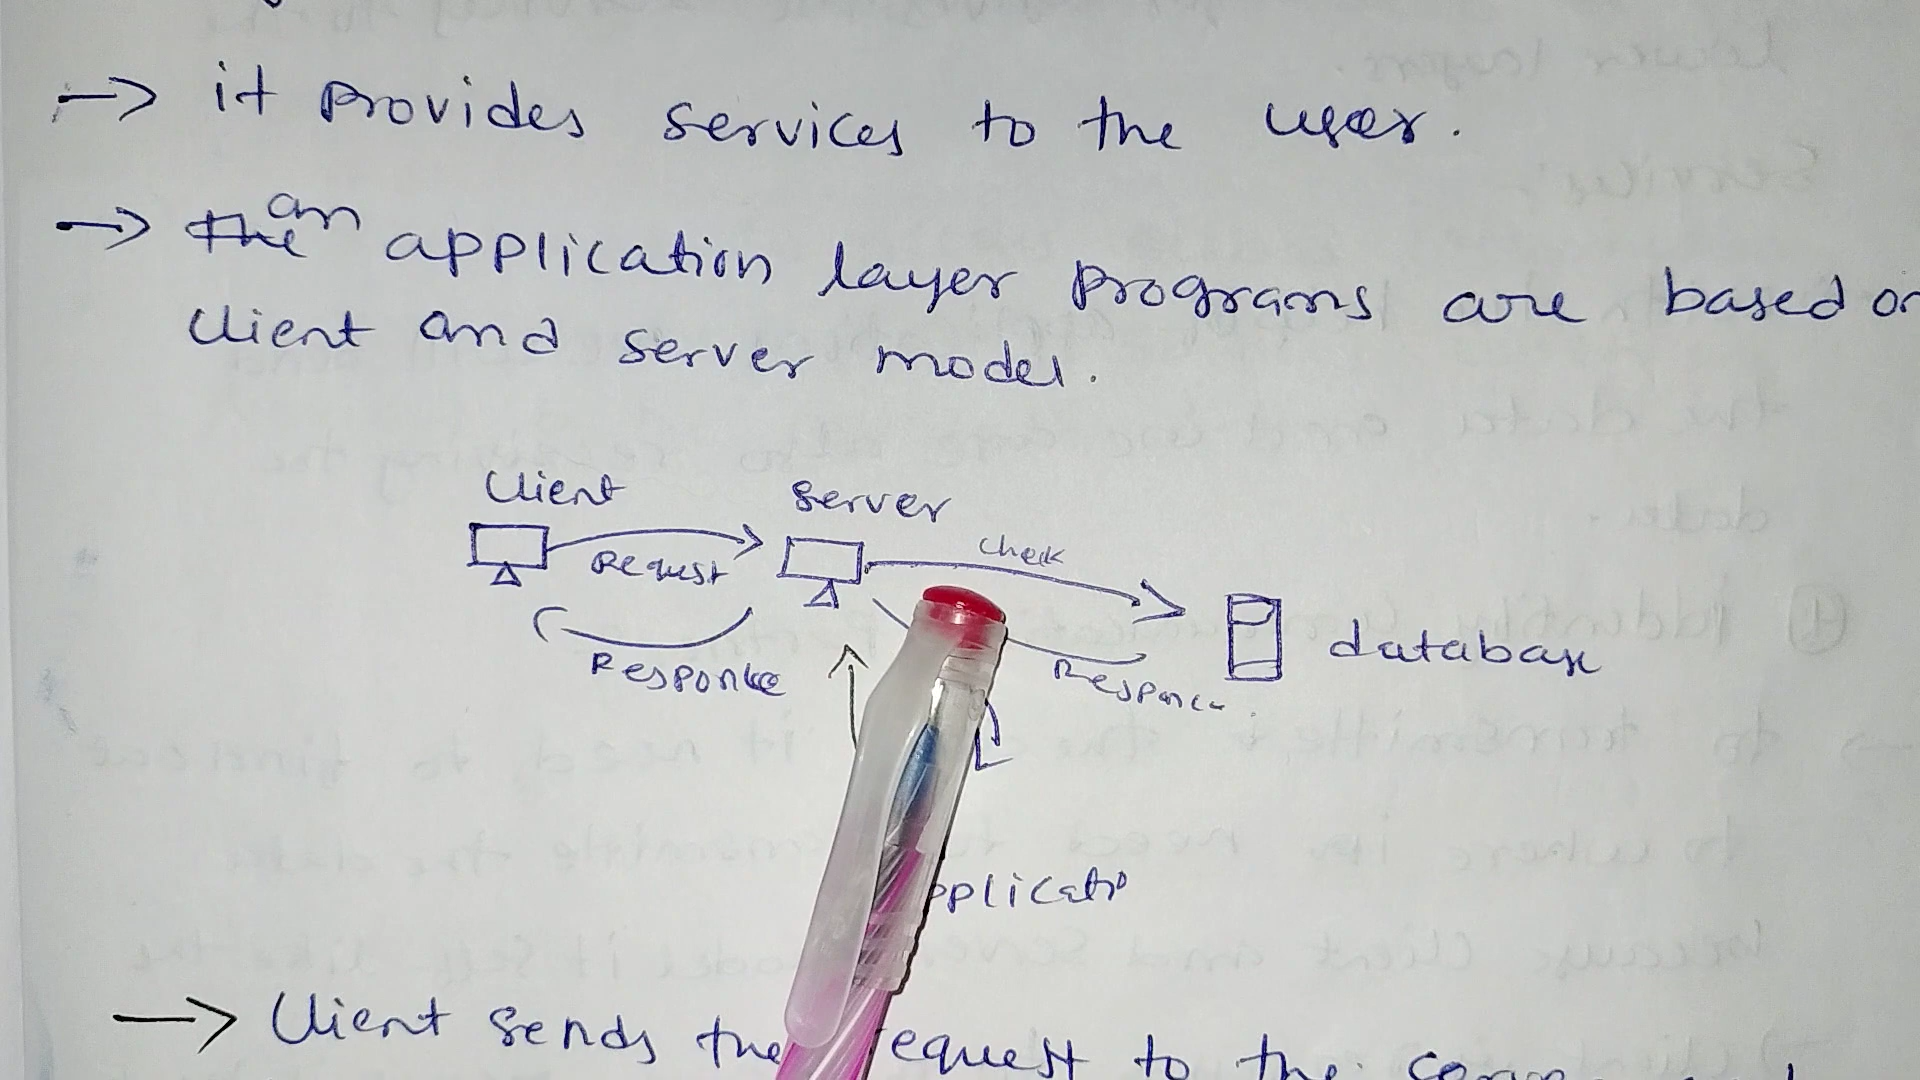 → it provides services to the user.
→ the an application layer programs are based on
client and server model.
Client Server
Request check
database
Responce Responce
pplicatio
→ Client sends the request to the